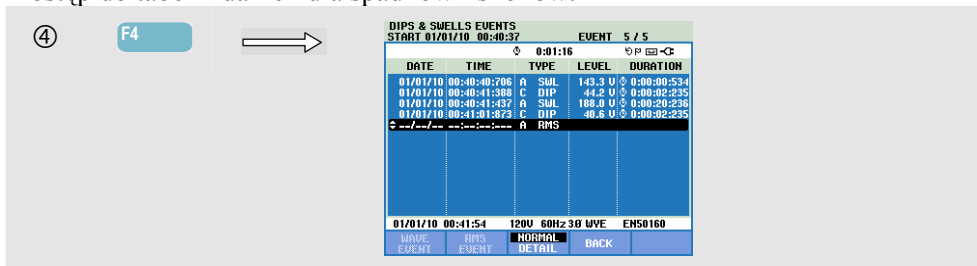 ④ F4
DIPS & SWELLS EVENTS
START 01/01/10 00:40:37 EVENT 5 / 5
0:01:16
DATE TIME TYPE LEVEL DURATION
01/01/10 00:40:40:706 A SWL 143.3 V 0:00:00:534
01/01/10 00:40:41:388 C DIP 44.2 V 0:00:02:235
01/01/10 00:40:41:437 A SWL 188.0 V 0:00:20:236
01/01/10 00:41:01:873 C DIP 40.6 V 0:00:02:235
--/--/-- --:--:--:--- A RMS
01/01/10 00:41:54 120V 60Hz 3Ø WYE EN50160
WAVE EVENT RMS EVENT NORMAL DETAIL BACK